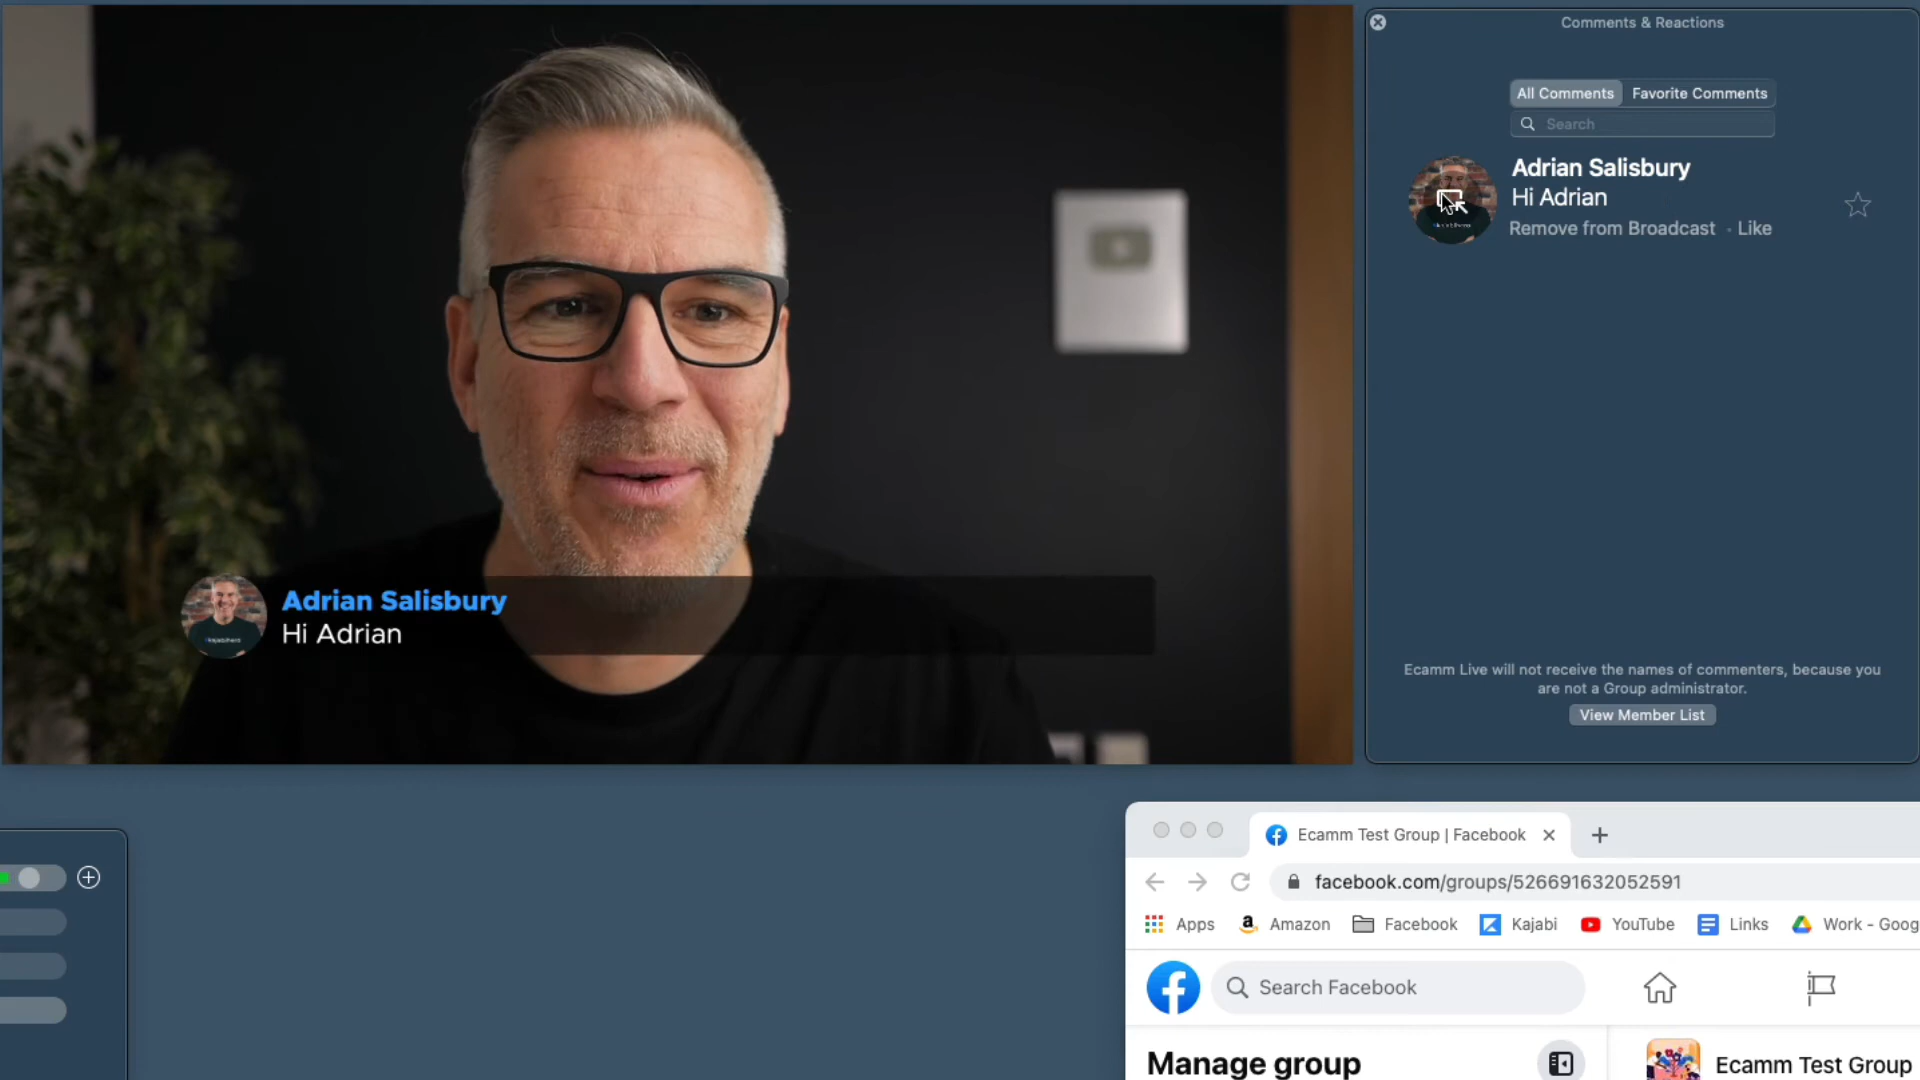 Comments & Reactions
All Comments
Favorite Comments
Search
Adrian Salisbury
Hi Adrian
Remove from Broadcast · Like
Adrian Salisbury
Hi Adrian
Ecamm Live will not receive the names of commenters, because you
are not a Group administrator.
View Member List
Ecamm Test Group | Facebook
facebook.com/groups/526691632052591
Apps
Amazon
Facebook
Kajabi
YouTube
Links
Work - Goog
Search Facebook
Manage group
Ecamm Test Group